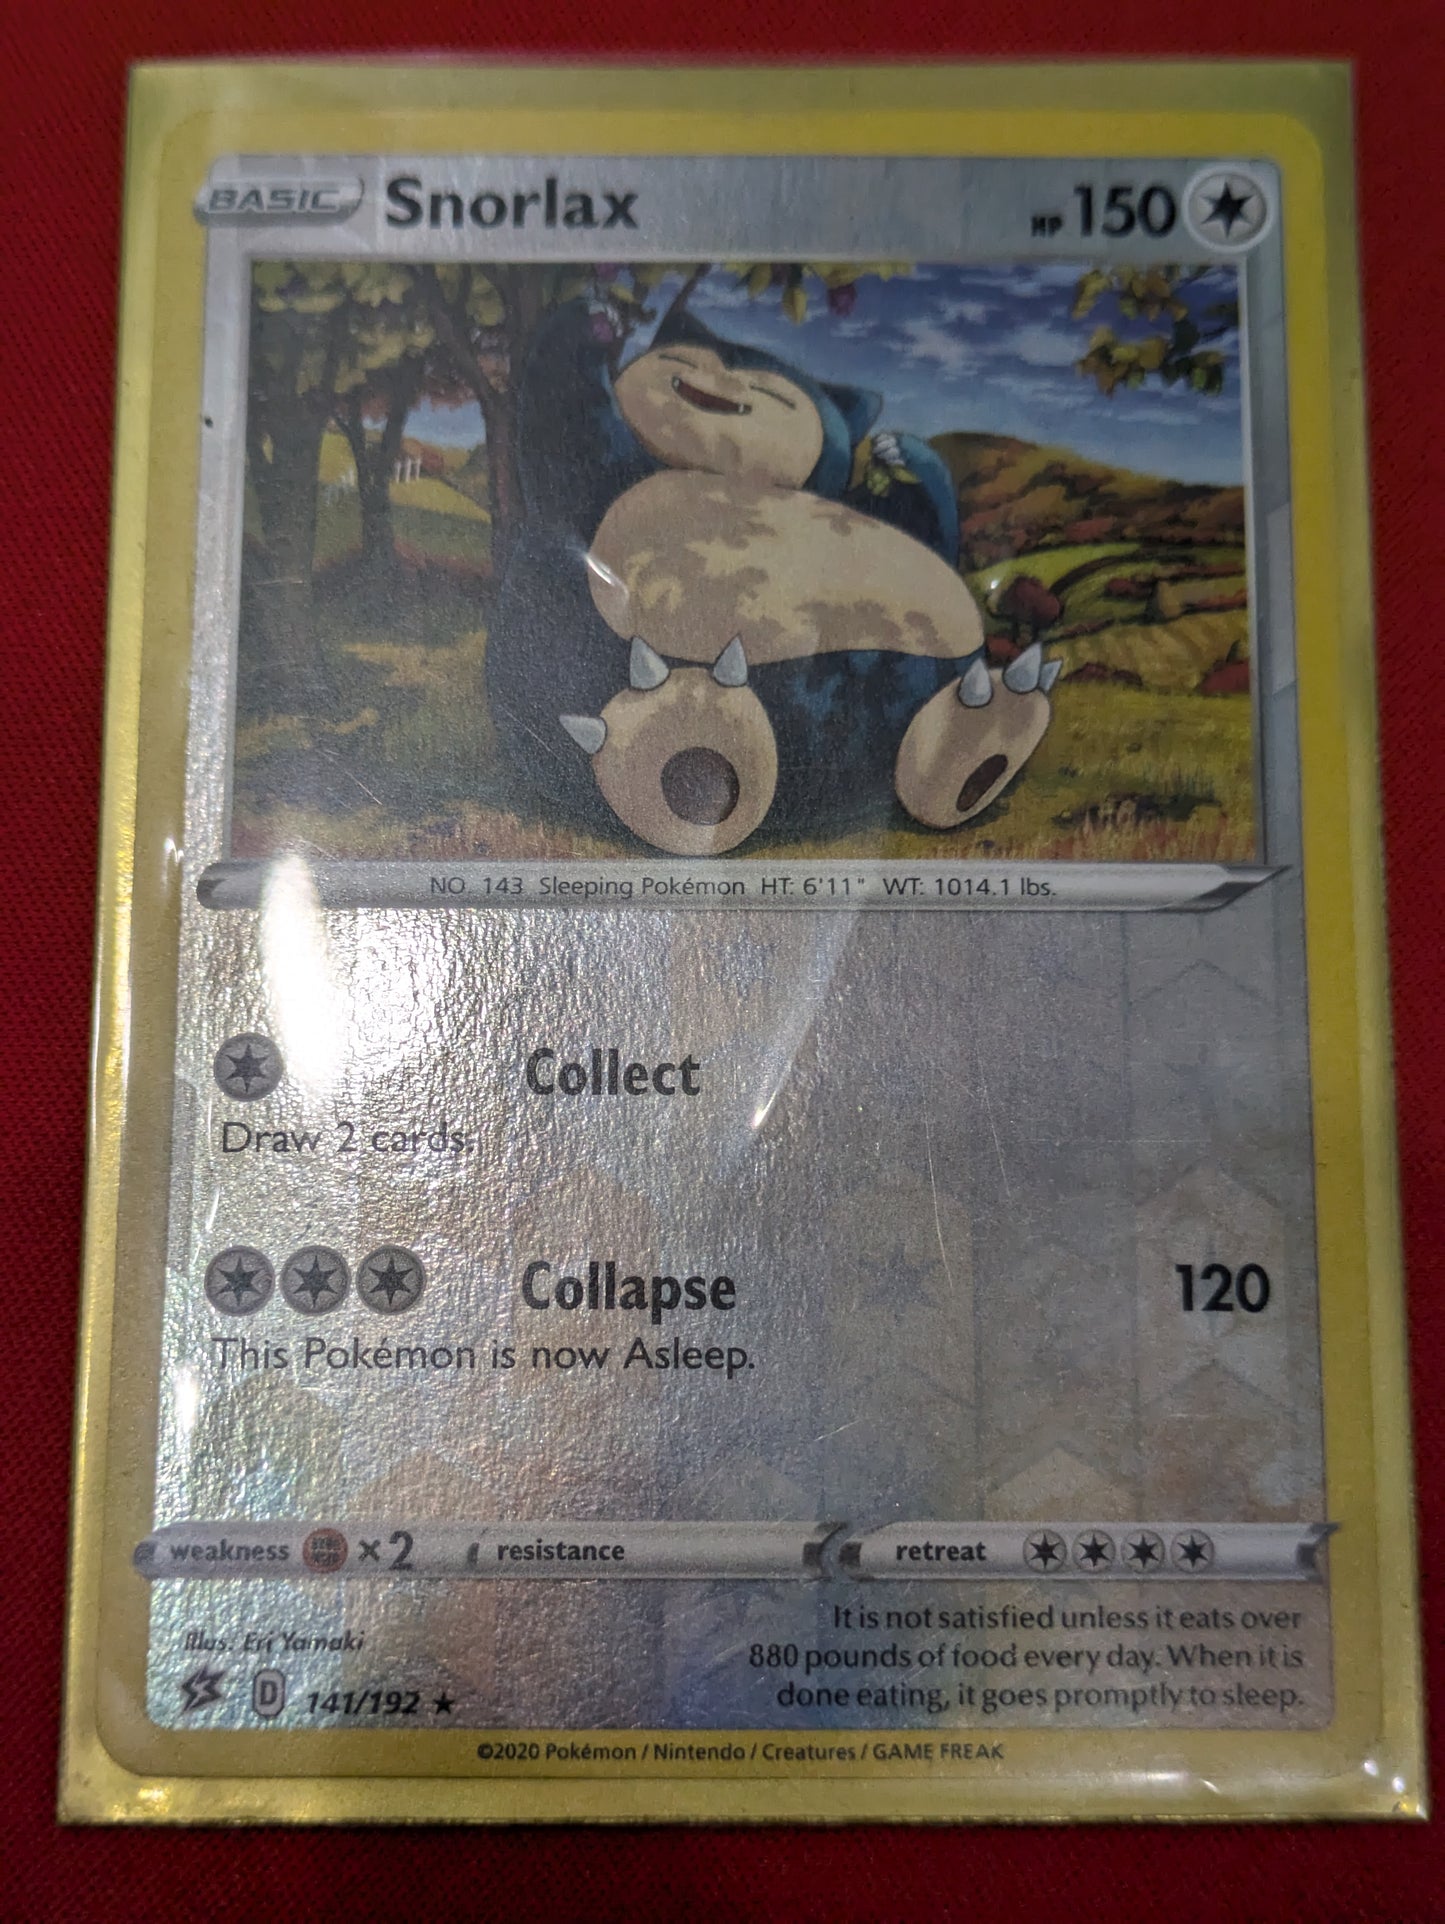 BASIC Snorlax HP 150
NO. 143 Sleeping Pokémon HT: 6'11" WT: 1014.1 lbs.
Collect
Draw 2 cards.
Collapse 120
This Pokémon is now Asleep.
weakness ×2 resistance retreat
It is not satisfied unless it eats over
880 pounds of food every day. When it is
done eating, it goes promptly to sleep.
Illus. Eri Yamaki
D 141/192 ★
©2020 Pokémon / Nintendo / Creatures / GAME FREAK